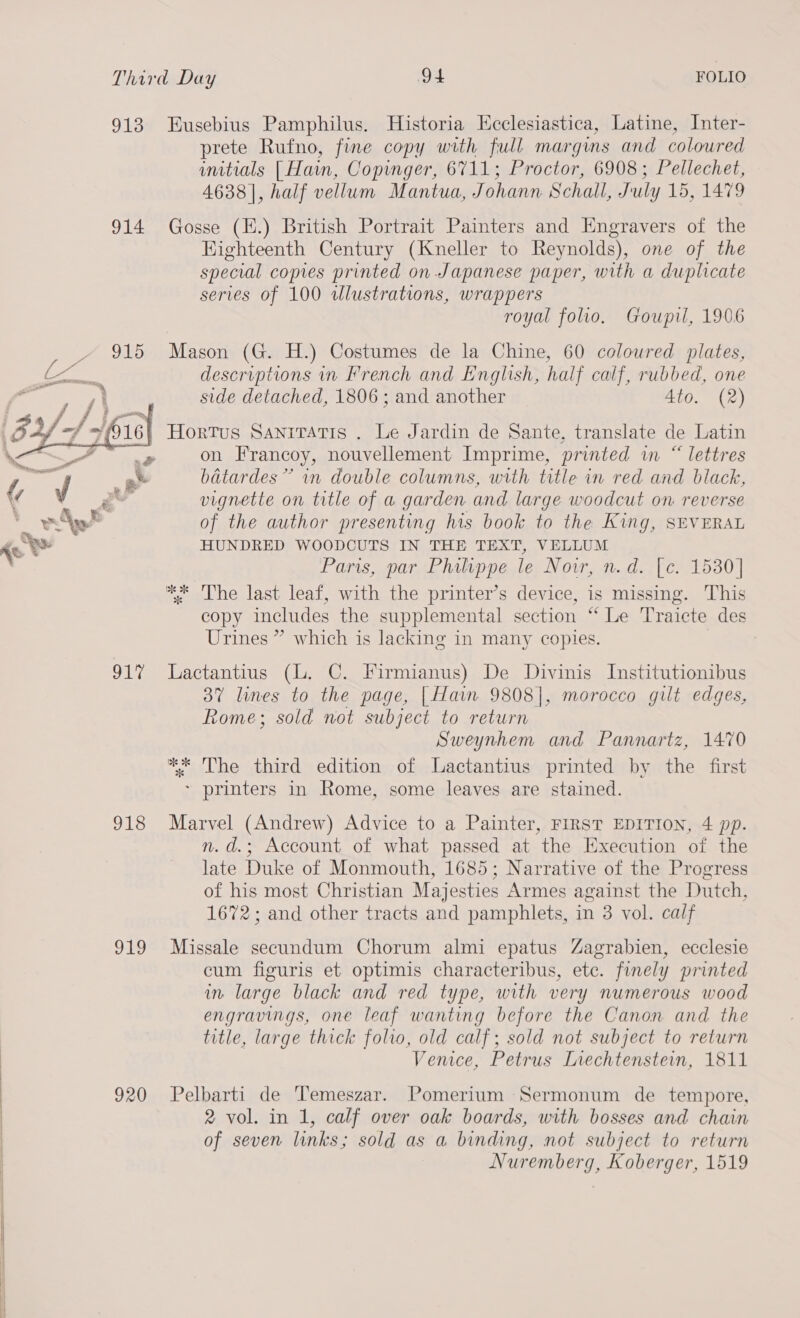 Third Day 94 FOLIO
913 Eusebius Pamphilus. Historia Ecclesiastica, Latine, Inter-
prete Rufno, fine copy with full margins and coloured
initials [Hain, Copinger, 6711; Proctor, 6908; Pellechet,
4638], half vellum Mantua, Johann Schall, July 15, 1479
914 Gosse (E.) British Portrait Painters and Engravers of the
Eighteenth Century (Kneller to Reynolds), one of the
special copies printed on Japanese paper, with a duplicate
series of 100 illustrations, wrappers
royal folio. Goupil, 1906
915 Mason (G. H.) Costumes de la Chine, 60 coloured plates,
descriptions in French and English, half calf, rubbed, one
side detached, 1806; and another 4to. (2)
916 Hortus Sanitatis. Le Jardin de Sante, translate de Latin
on Francoy, nouvellement Imprime, printed in “lettres
bâtardes” in double columns, with title in red and black,
vignette on title of a garden and large woodcut on reverse
of the author presenting his book to the King, SEVERAL
HUNDRED WOODCUTS IN THE TEXT, VELLUM
Paris, par Philippe le Noir, n.d. [c. 1530]
*** The last leaf, with the printer’s device, is missing. This
copy includes the supplemental section “Le Traicte des
Urines” which is lacking in many copies.
917 Lactantius (L. C. Firmianus) De Divinis Institutionibus
37 lines to the page, [Hain 9808], morocco gilt edges,
Rome; sold not subject to return
Sweynhem and Pannartz, 1470
*** The third edition of Lactantius printed by the first
printers in Rome, some leaves are stained.
918 Marvel (Andrew) Advice to a Painter, FIRST EDITION, 4 pp.
n.d.; Account of what passed at the Execution of the
late Duke of Monmouth, 1685; Narrative of the Progress
of his most Christian Majesties Armes against the Dutch,
1672; and other tracts and pamphlets, in 3 vol. calf
919 Missale secundum Chorum almi epatus Zagrabien, ecclesie
cum figuris et optimis characteribus, etc. finely printed
in large black and red type, with very numerous wood
engravings, one leaf wanting before the Canon and the
title, large thick folio, old calf; sold not subject to return
Venice, Petrus Liechtenstein, 1811
920 Pelbarti de Temeszar. Pomerium Sermonum de tempore,
2 vol. in 1, calf over oak boards, with bosses and chain
of seven links; sold as a binding, not subject to return
Nuremberg, Koberger, 1519